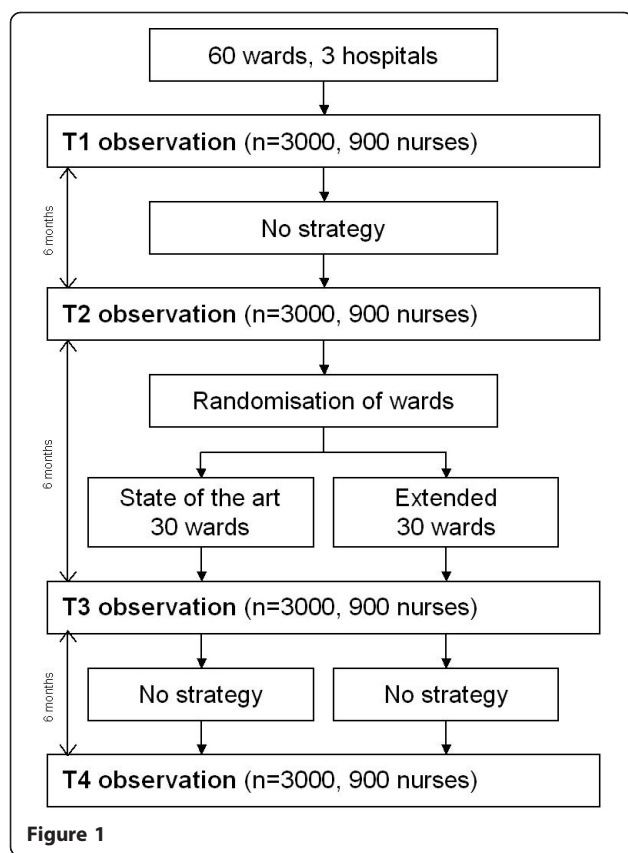 60 wards, 3 hospitals
T1 observation (n=3000, 900 nurses)
6 months
No strategy
T2 observation (n=3000, 900 nurses)
6 months
Randomisation of wards
State of the art
30 wards
Extended
30 wards
T3 observation (n=3000, 900 nurses)
6 months
No strategy
No strategy
T4 observation (n=3000, 900 nurses)
Figure 1